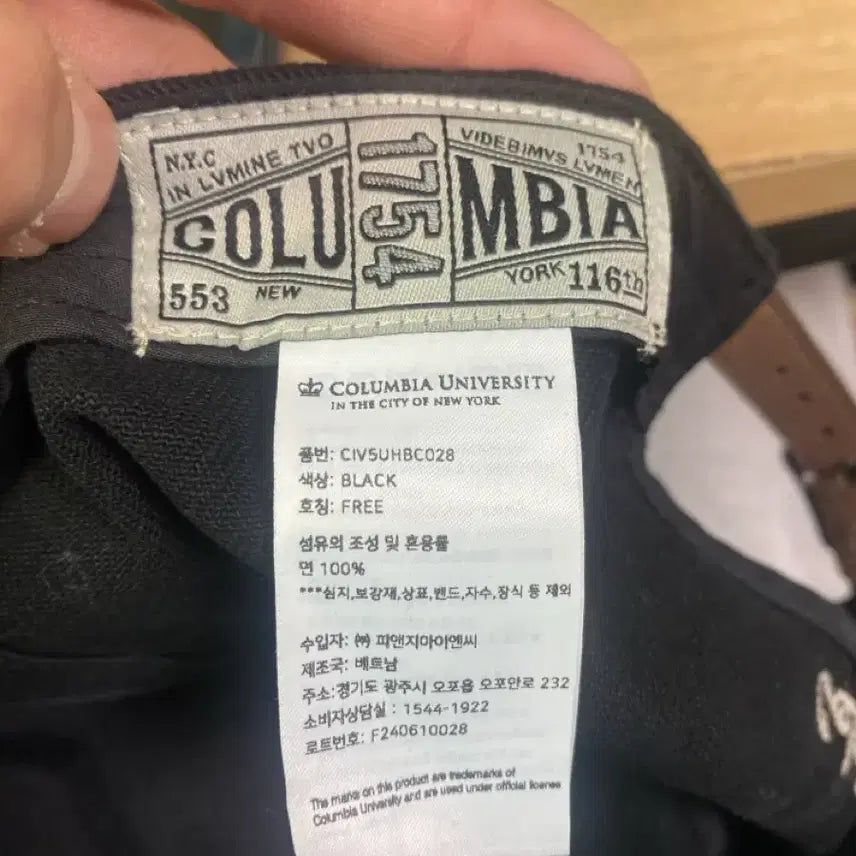 N.Y.C
IN LVMINE TVO
COLU
553 NEW
1754
VIDEBIMVS LVMEN
1754
MBIA
YORK 116th
COLUMBIA UNIVERSITY
IN THE CITY OF NEW YORK
품번: CIV5UHBC028
색상: BLACK
호칭: FREE
섬유의 조성 및 혼용률
면 100%
***심지,보강재,상표,밴드,자수,장식 등 제외
수입자: ㈜ 피앤지마이엔씨
제조국: 베트남
주소:경기도 광주시 오포읍 오포안로 232
소비자상담실 : 1544-1922
로트번호: F240610028
The marks on this product are trademarks of
Columbia University and are used under official license